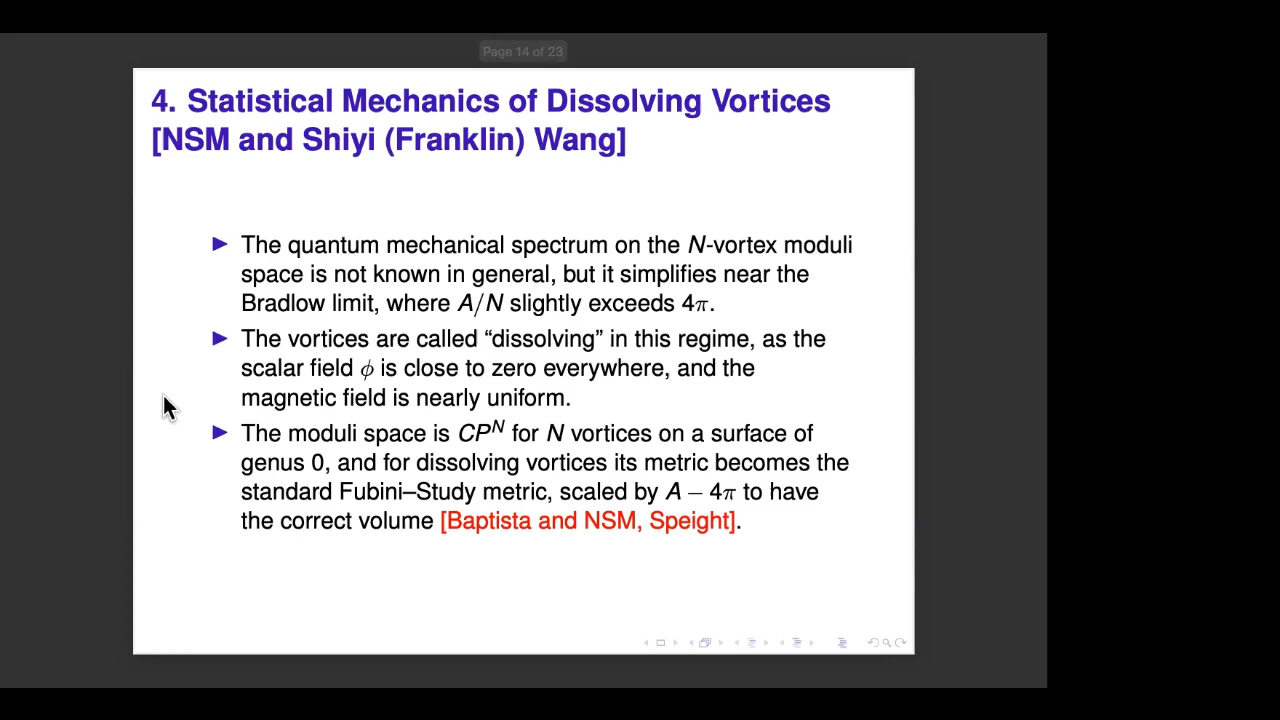 Page 14 of 23
4. Statistical Mechanics of Dissolving Vortices
[NSM and Shiyi (Franklin) Wang]
▶ The quantum mechanical spectrum on the N-vortex moduli
space is not known in general, but it simplifies near the
Bradlow limit, where A/N slightly exceeds 4π.
▶ The vortices are called “dissolving” in this regime, as the
scalar field ϕ is close to zero everywhere, and the
magnetic field is nearly uniform.
▶ The moduli space is CPᴺ for N vortices on a surface of
genus 0, and for dissolving vortices its metric becomes the
standard Fubini–Study metric, scaled by A − 4π to have
the correct volume [Baptista and NSM, Speight].